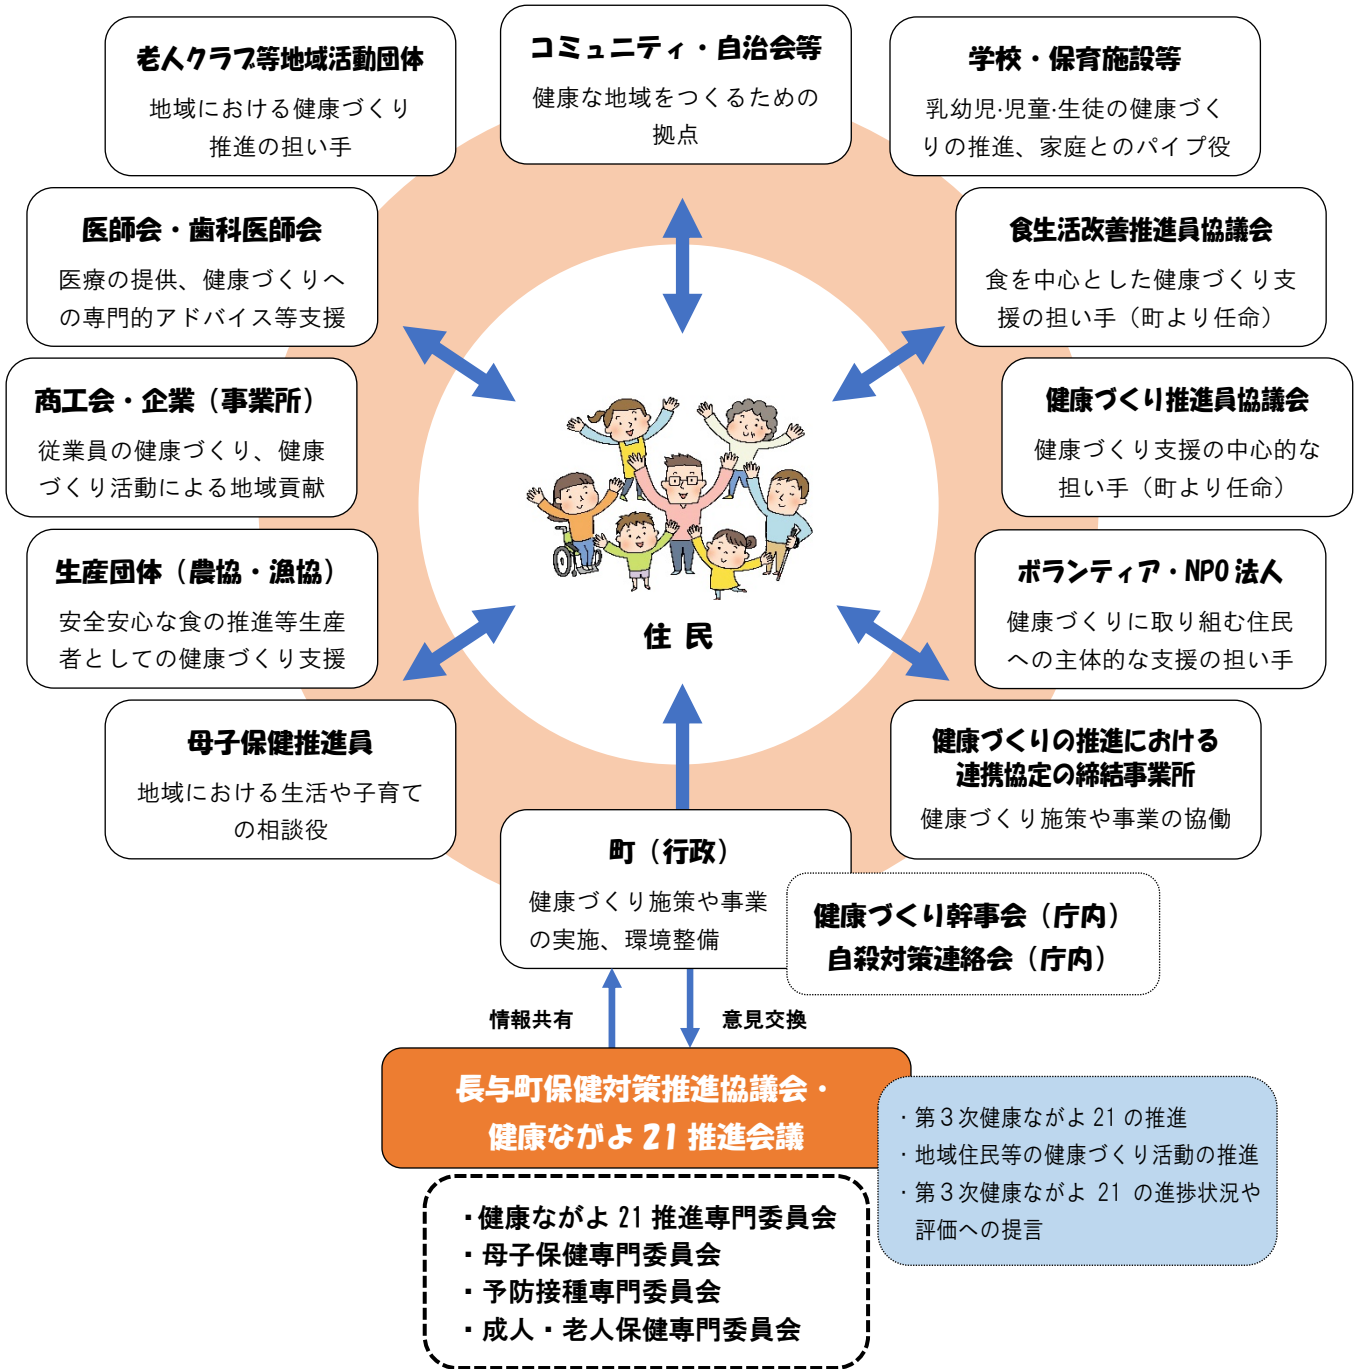 老人クラブ等地域活動団体
地域における健康づくり
推進の担い手
コミュニティ・自治会等
健康な地域をつくるための
拠点
学校・保育施設等
乳幼児・児童・生徒の健康づく
りの推進、家庭とのパイプ役
医師会・歯科医師会
医療の提供、健康づくりへ
の専門的アドバイス等支援
食生活改善推進員協議会
食を中心とした健康づくり支
援の担い手（町より任命）
商工会・企業（事業所）
従業員の健康づくり、健康
づくり活動による地域貢献
健康づくり推進員協議会
健康づくり支援の中心的な
担い手（町より任命）
生産団体（農協・漁協）
安全安心な食の推進等生産
者としての健康づくり支援
ボランティア・NPO法人
健康づくりに取り組む住民
への主体的な支援の担い手
住 民
母子保健推進員
地域における生活や子育て
の相談役
健康づくりの推進における
連携協定の締結事業所
健康づくり施策や事業の協働
町（行政）
健康づくり施策や事業
の実施、環境整備
健康づくり幹事会（庁内）
自殺対策連絡会（庁内）
情報共有
意見交換
長与町保健対策推進協議会・
健康ながよ 21 推進会議
・第３次健康ながよ 21 の推進
・地域住民等の健康づくり活動の推進
・第３次健康ながよ 21 の進捗状況や
評価への提言
・健康ながよ 21 推進専門委員会
・母子保健専門委員会
・予防接種専門委員会
・成人・老人保健専門委員会